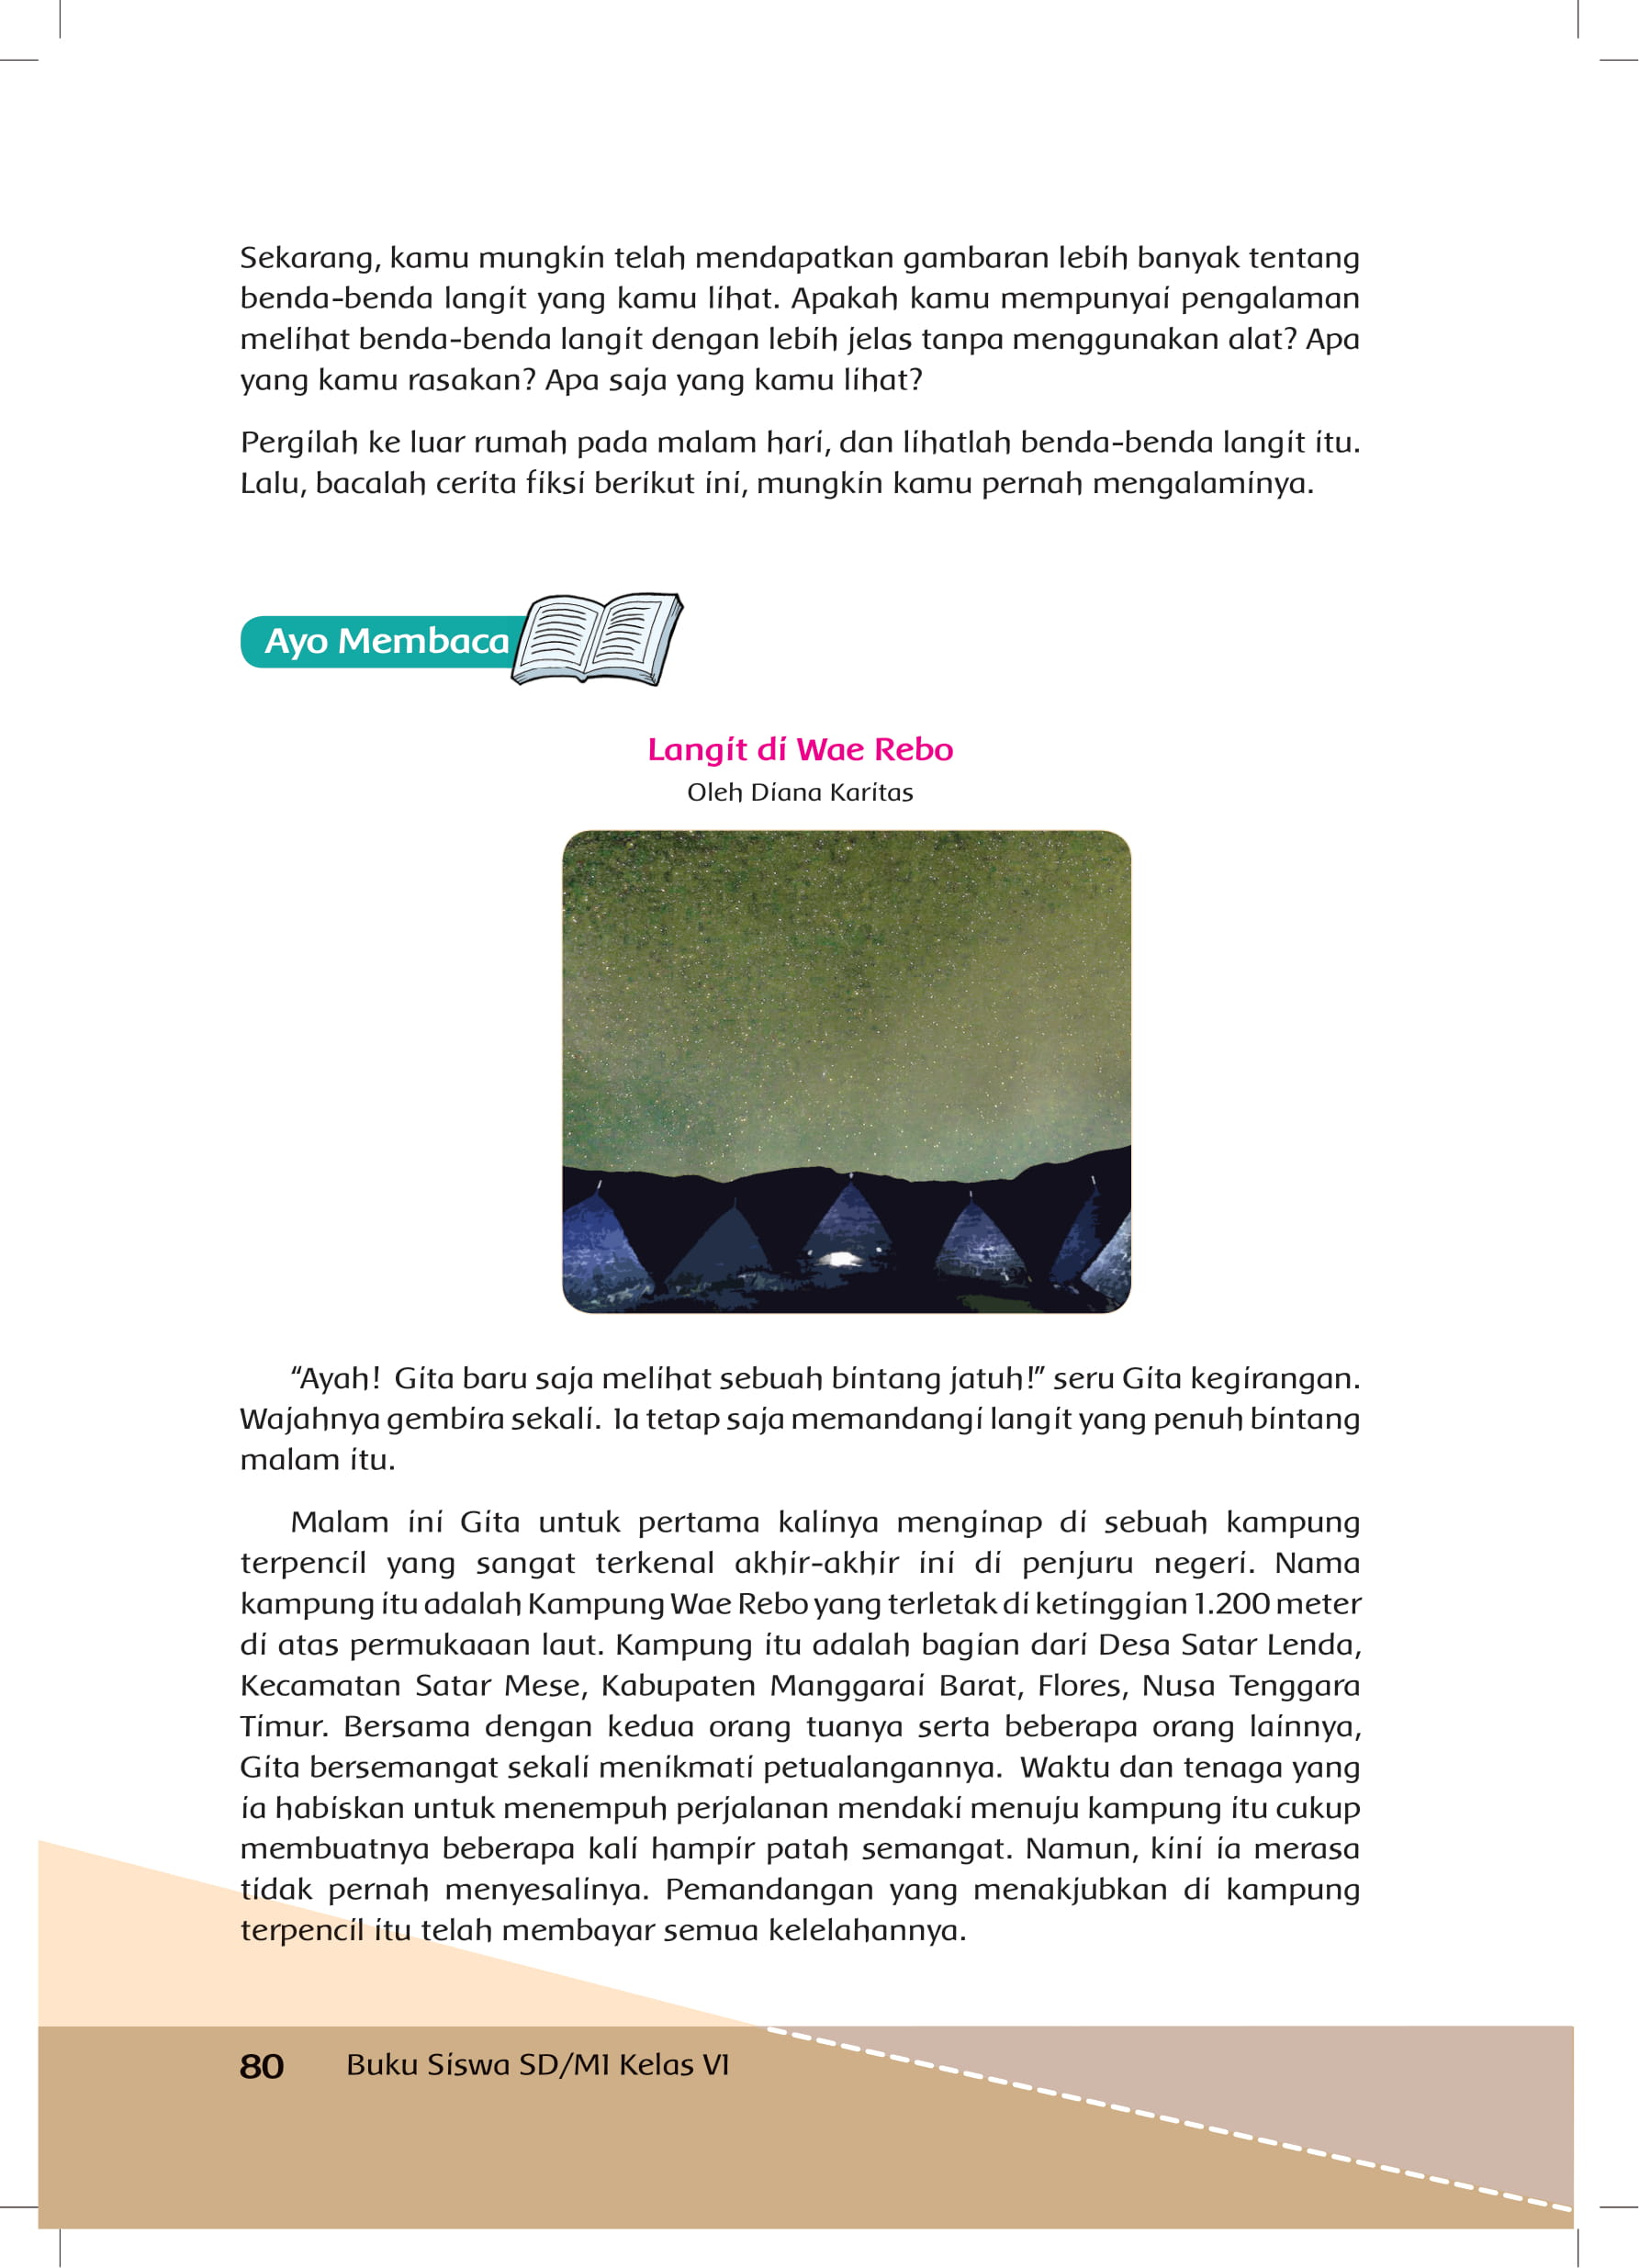 Sekarang, kamu mungkin telah mendapatkan gambaran lebih banyak tentang
benda-benda langit yang kamu lihat. Apakah kamu mempunyai pengalaman
melihat benda-benda langit dengan lebih jelas tanpa menggunakan alat? Apa
yang kamu rasakan? Apa saja yang kamu lihat?
Pergilah ke luar rumah pada malam hari, dan lihatlah benda-benda langit itu.
Lalu, bacalah cerita fiksi berikut ini, mungkin kamu pernah mengalaminya.
Ayo Membaca
Langit di Wae Rebo
Oleh Diana Karitas
“Ayah! Gita baru saja melihat sebuah bintang jatuh!” seru Gita kegirangan.
Wajahnya gembira sekali. Ia tetap saja memandangi langit yang penuh bintang
malam itu.
Malam ini Gita untuk pertama kalinya menginap di sebuah kampung
terpencil yang sangat terkenal akhir-akhir ini di penjuru negeri. Nama
kampung itu adalah Kampung Wae Rebo yang terletak di ketinggian 1.200 meter
di atas permukaaan laut. Kampung itu adalah bagian dari Desa Satar Lenda,
Kecamatan Satar Mese, Kabupaten Manggarai Barat, Flores, Nusa Tenggara
Timur. Bersama dengan kedua orang tuanya serta beberapa orang lainnya,
Gita bersemangat sekali menikmati petualangannya. Waktu dan tenaga yang
ia habiskan untuk menempuh perjalanan mendaki menuju kampung itu cukup
membuatnya beberapa kali hampir patah semangat. Namun, kini ia merasa
tidak pernah menyesalinya. Pemandangan yang menakjubkan di kampung
terpencil itu telah membayar semua kelelahannya.
80 Buku Siswa SD/MI Kelas VI